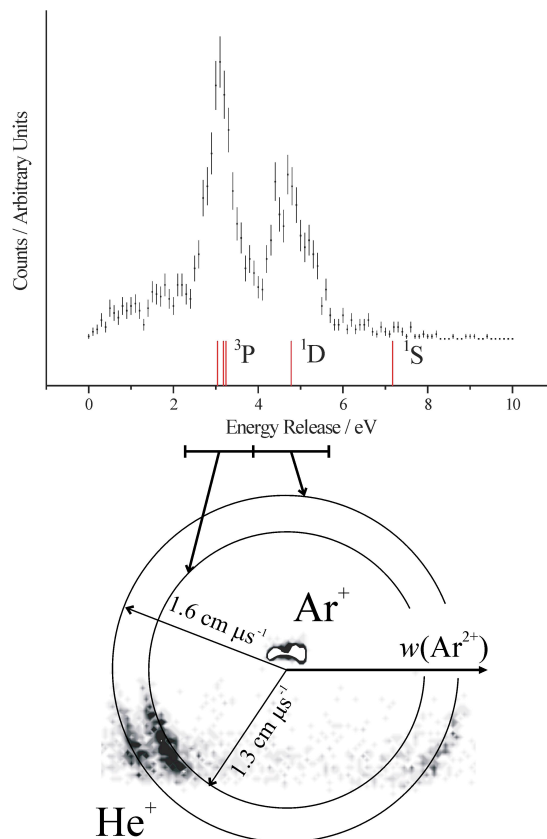 Counts / Arbitrary Units
³P
¹D
¹S
0 2 4 6 8 10
Energy Release / eV
Ar⁺
1.6 cm μs⁻¹
w(Ar²⁺)
1.3 cm μs⁻¹
He⁺